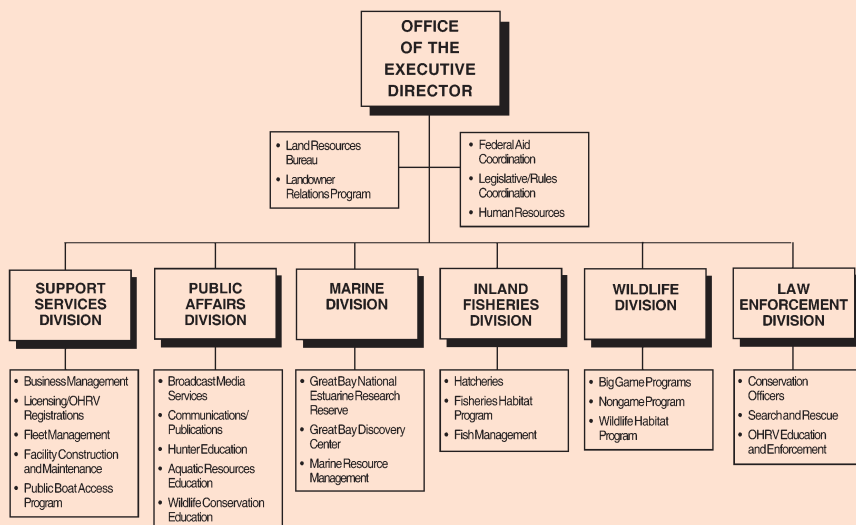 OFFICE
OF THE
EXECUTIVE
DIRECTOR
• Land Resources
Bureau
• Landowner
Relations Program
• Federal Aid
Coordination
• Legislative/Rules
Coordination
• Human Resources
SUPPORT
SERVICES
DIVISION
• Business Management
• Licensing/OHRV
Registrations
• Fleet Management
• Facility Construction
and Maintenance
• Public Boat Access
Program
PUBLIC
AFFAIRS
DIVISION
• Broadcast Media
Services
• Communications/
Publications
• Hunter Education
• Aquatic Resources
Education
• Wildlife Conservation
Education
MARINE
DIVISION
• Great Bay National
Estuarine Research
Reserve
• Great Bay Discovery
Center
• Marine Resource
Management
INLAND
FISHERIES
DIVISION
• Hatcheries
• Fisheries Habitat
Program
• Fish Management
WILDLIFE
DIVISION
• Big Game Programs
• Nongame Program
• Wildlife Habitat
Program
LAW
ENFORCEMENT
DIVISION
• Conservation
Officers
• Search and Rescue
• OHRV Education
and Enforcement